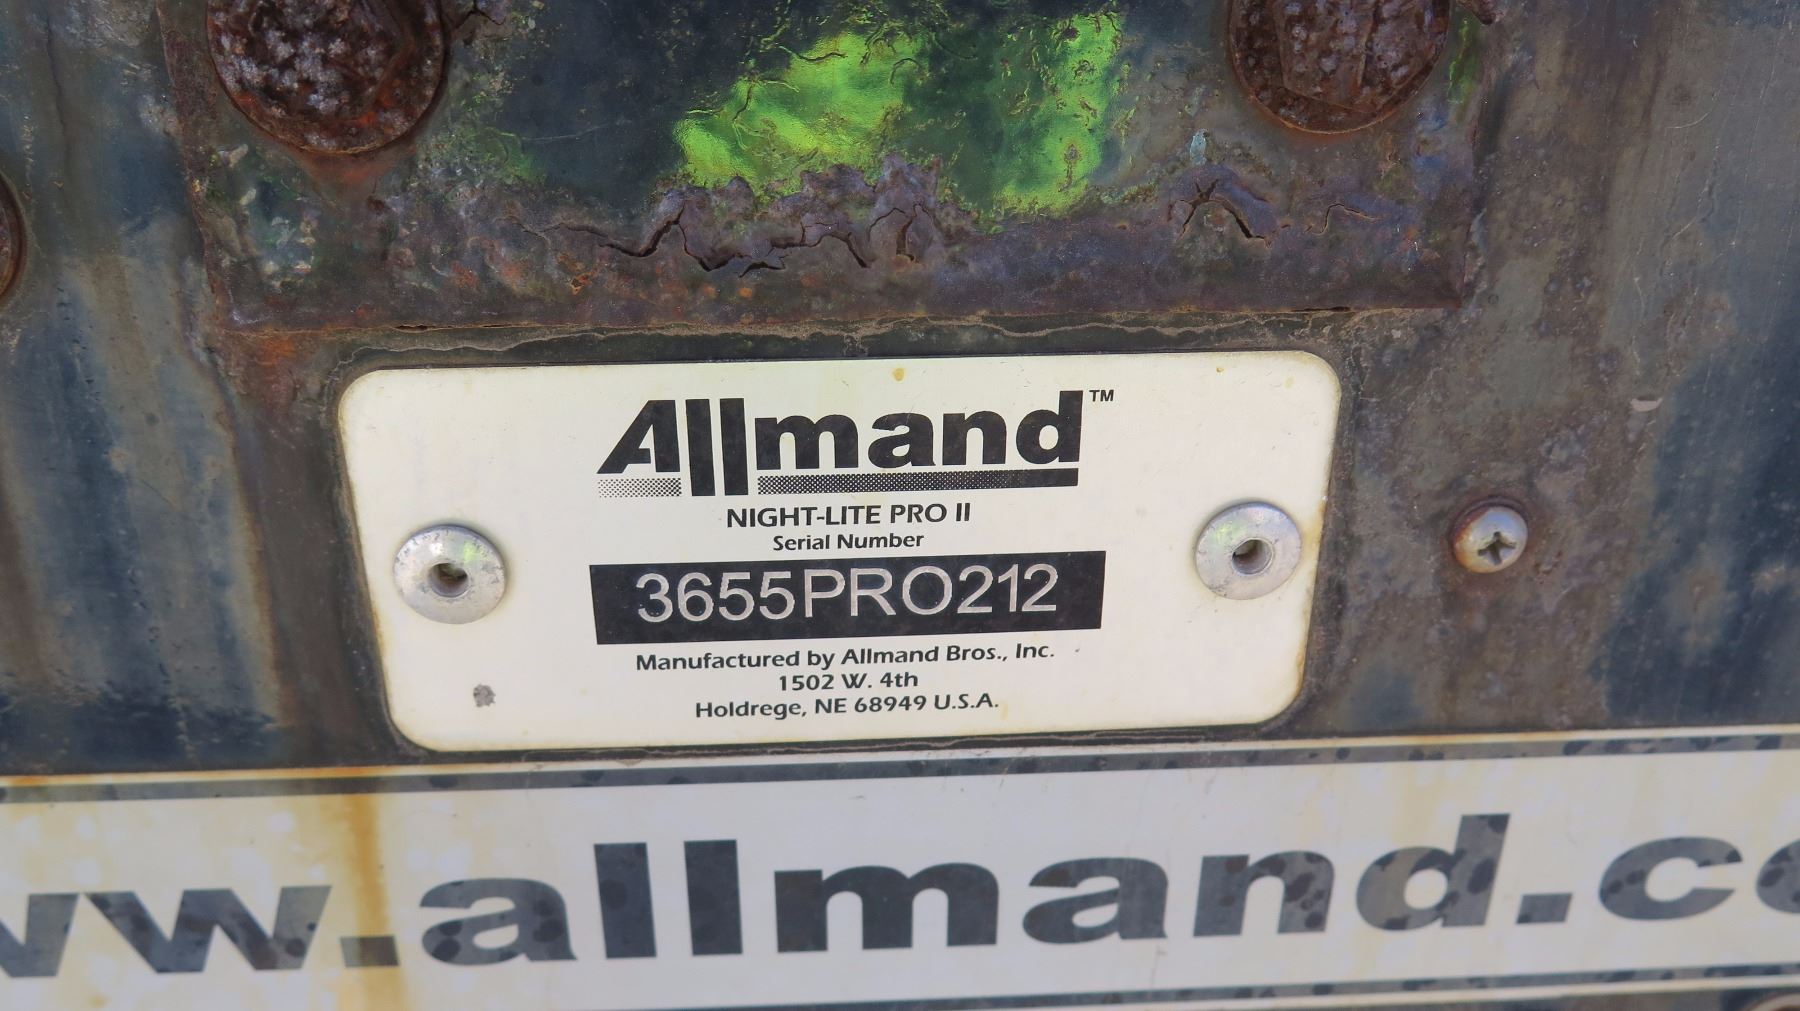 Allmand™
NIGHT-LITE PRO II
Serial Number
3655PRO212
Manufactured by Allmand Bros., Inc.
1502 W. 4th
Holdrege, NE 68949 U.S.A.
ww.allmand.co